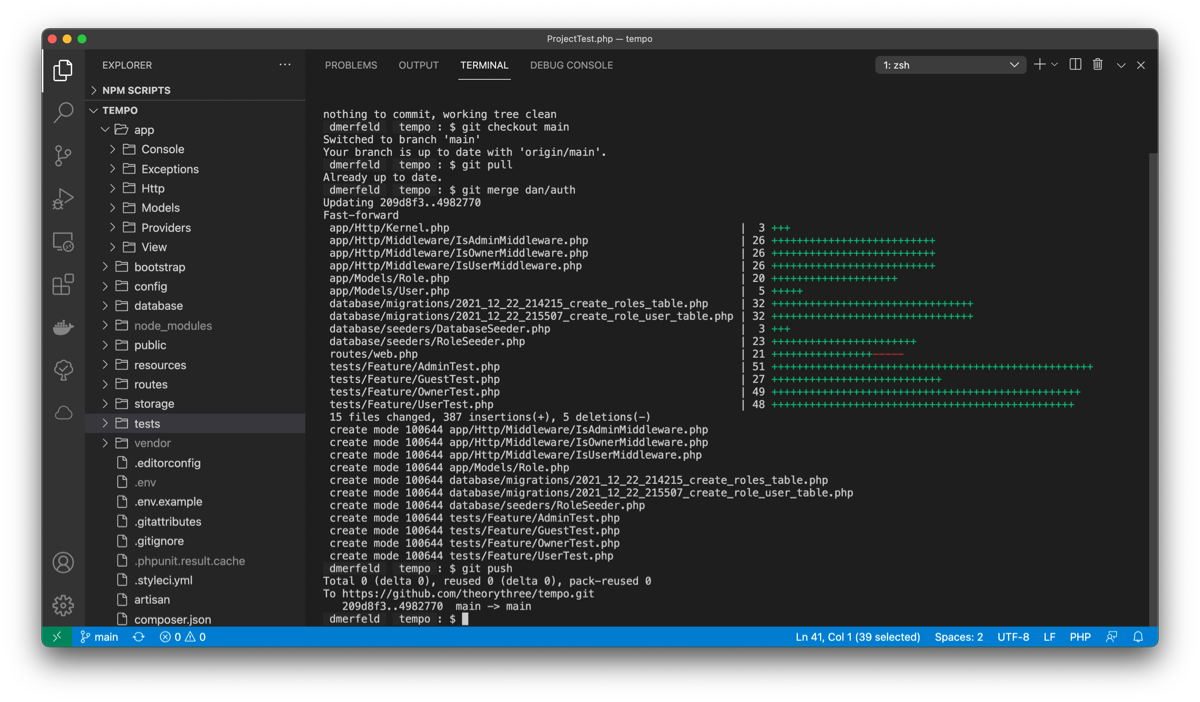 ProjectTest.php — tempo
EXPLORER
NPM SCRIPTS
TEMPO
app
Console
Exceptions
Http
Models
Providers
View
bootstrap
config
database
node_modules
public
resources
routes
storage
tests
vendor
.editorconfig
.env
.env.example
.gitattributes
.gitignore
.phpunit.result.cache
.styleci.yml
artisan
composer.json
PROBLEMS OUTPUT TERMINAL DEBUG CONSOLE 1: zsh
nothing to commit, working tree clean
dmerfeld tempo : $ git checkout main
Switched to branch 'main'
Your branch is up to date with 'origin/main'.
dmerfeld tempo : $ git pull
Already up to date.
dmerfeld tempo : $ git merge dan/auth
Updating 209d8f3..4982770
Fast-forward
app/Http/Kernel.php | 3 +++
app/Http/Middleware/IsAdminMiddleware.php | 26 ++++++++++++++++++++++++++
app/Http/Middleware/IsOwnerMiddleware.php | 26 ++++++++++++++++++++++++++
app/Http/Middleware/IsUserMiddleware.php | 26 ++++++++++++++++++++++++++
app/Models/Role.php | 20 ++++++++++++++++++++
app/Models/User.php | 5 +++++
database/migrations/2021_12_22_214215_create_roles_table.php | 32 ++++++++++++++++++++++++++++++++
database/migrations/2021_12_22_215507_create_role_user_table.php | 32 ++++++++++++++++++++++++++++++++
database/seeders/DatabaseSeeder.php | 3 +++
database/seeders/RoleSeeder.php | 23 +++++++++++++++++++++++
routes/web.php | 21 ++++++++++++++++-----
tests/Feature/AdminTest.php | 51 +++++++++++++++++++++++++++++++++++++++++++++++++++
tests/Feature/GuestTest.php | 27 +++++++++++++++++++++++++++
tests/Feature/OwnerTest.php | 49 +++++++++++++++++++++++++++++++++++++++++++++++++
tests/Feature/UserTest.php | 48 ++++++++++++++++++++++++++++++++++++++++++++++++
15 files changed, 387 insertions(+), 5 deletions(-)
create mode 100644 app/Http/Middleware/IsAdminMiddleware.php
create mode 100644 app/Http/Middleware/IsOwnerMiddleware.php
create mode 100644 app/Http/Middleware/IsUserMiddleware.php
create mode 100644 app/Models/Role.php
create mode 100644 database/migrations/2021_12_22_214215_create_roles_table.php
create mode 100644 database/migrations/2021_12_22_215507_create_role_user_table.php
create mode 100644 database/seeders/RoleSeeder.php
create mode 100644 tests/Feature/AdminTest.php
create mode 100644 tests/Feature/GuestTest.php
create mode 100644 tests/Feature/OwnerTest.php
create mode 100644 tests/Feature/UserTest.php
dmerfeld tempo : $ git push
Total 0 (delta 0), reused 0 (delta 0), pack-reused 0
To https://github.com/theorythree/tempo.git
209d8f3..4982770 main -> main
dmerfeld tempo : $
main 0 0 Ln 41, Col 1 (39 selected) Spaces: 2 UTF-8 LF PHP